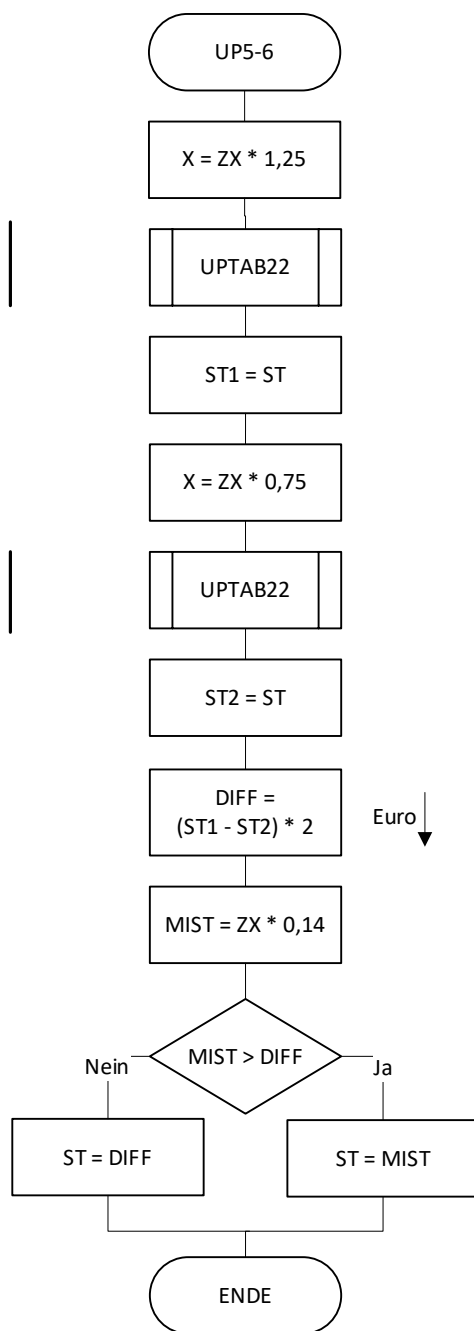 UP5-6
X = ZX * 1,25
UPTAB22
ST1 = ST
X = ZX * 0,75
UPTAB22
ST2 = ST
DIFF =
(ST1 - ST2) * 2
Euro
MIST = ZX * 0,14
MIST > DIFF
Nein
Ja
ST = DIFF
ST = MIST
ENDE